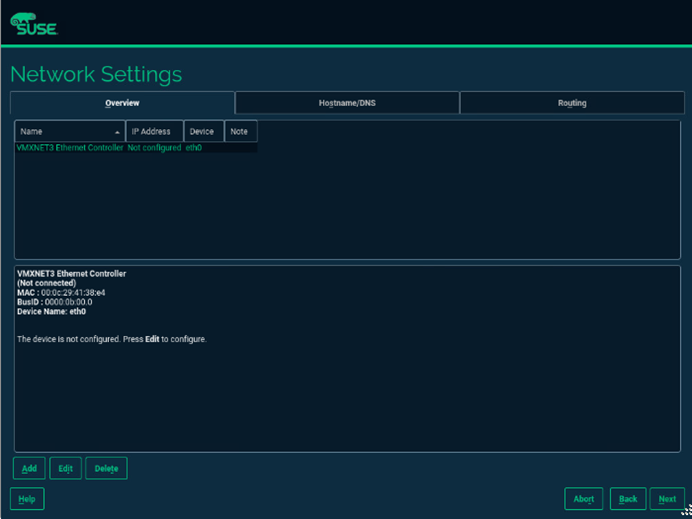 SUSE
Network Settings
Overview Hostname/DNS Routing
Name IP Address Device Note
VMXNET3 Ethernet Controller Not configured eth0
VMXNET3 Ethernet Controller
(Not connected)
MAC : 00:0c:29:41:38:e4
BusID : 0000:0b:00.0
Device Name: eth0
The device is not configured. Press Edit to configure.
Add Edit Delete
Help Abort Back Next